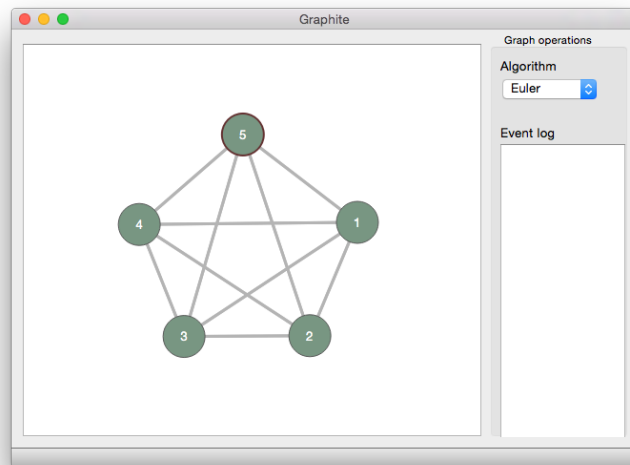 Graphite
Graph operations
Algorithm
Euler
Event log
5
4
1
3
2